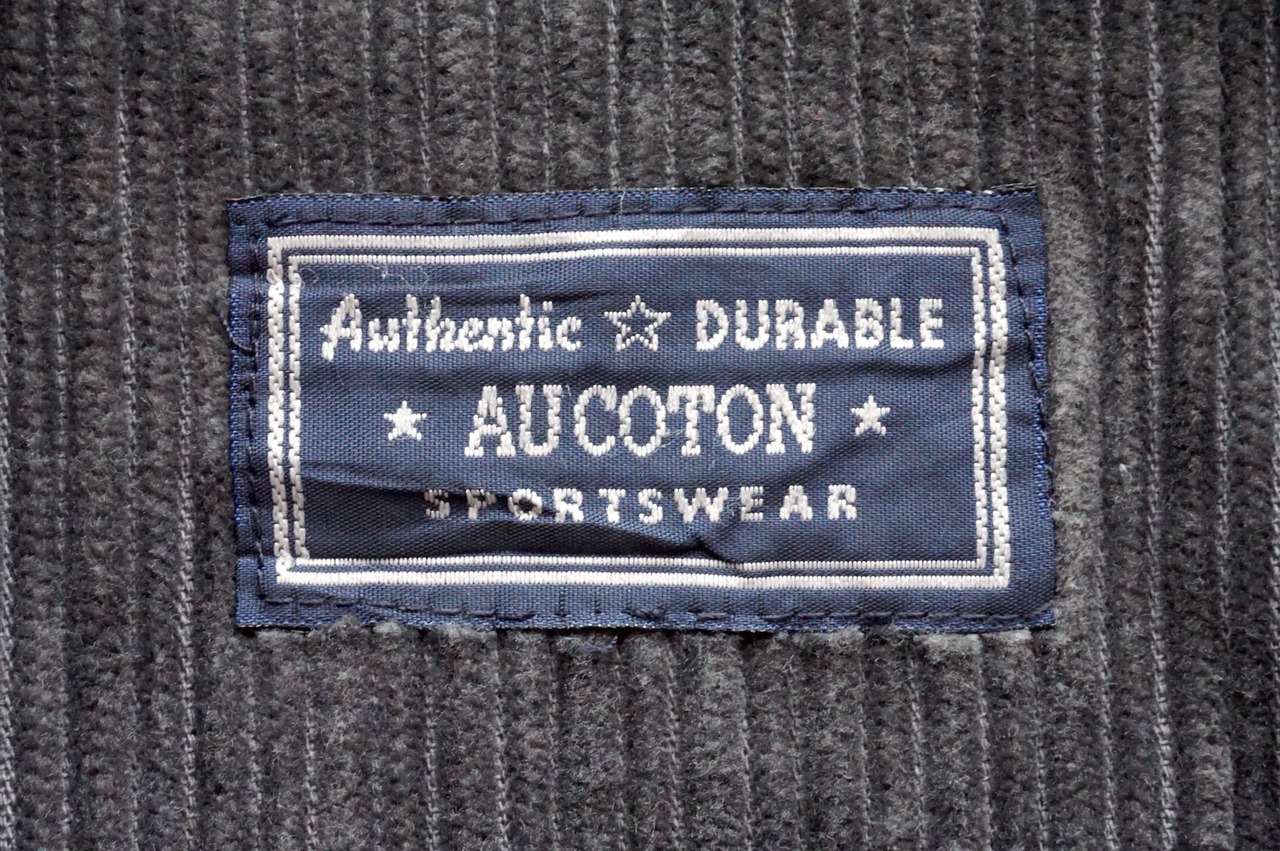 Authentic ☆ DURABLE
★ AUCOTON ★
SPORTSWEAR